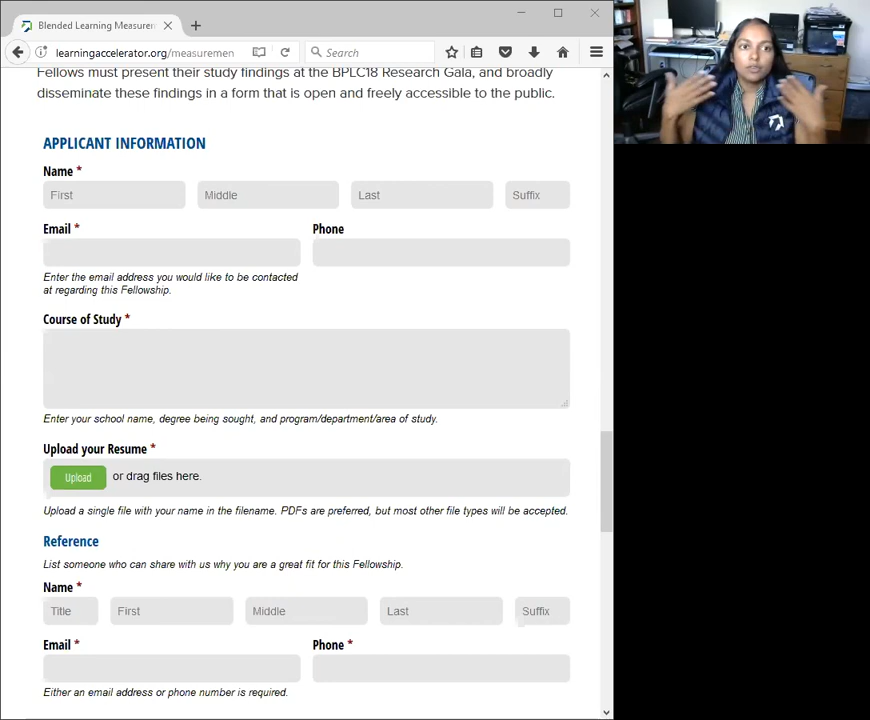 Blended Learning Measuremen
learningaccelerator.org/measuremen
Search
Fellows must present their study findings at the BPLC18 Research Gala, and broadly
disseminate these findings in a form that is open and freely accessible to the public.
APPLICANT INFORMATION
Name *
First Middle Last Suffix
Email * Phone
Enter the email address you would like to be contacted
at regarding this Fellowship.
Course of Study *
Enter your school name, degree being sought, and program/department/area of study.
Upload your Resume *
Upload or drag files here.
Upload a single file with your name in the filename. PDFs are preferred, but most other file types will be accepted.
Reference
List someone who can share with us why you are a great fit for this Fellowship.
Name *
Title First Middle Last Suffix
Email * Phone *
Either an email address or phone number is required.